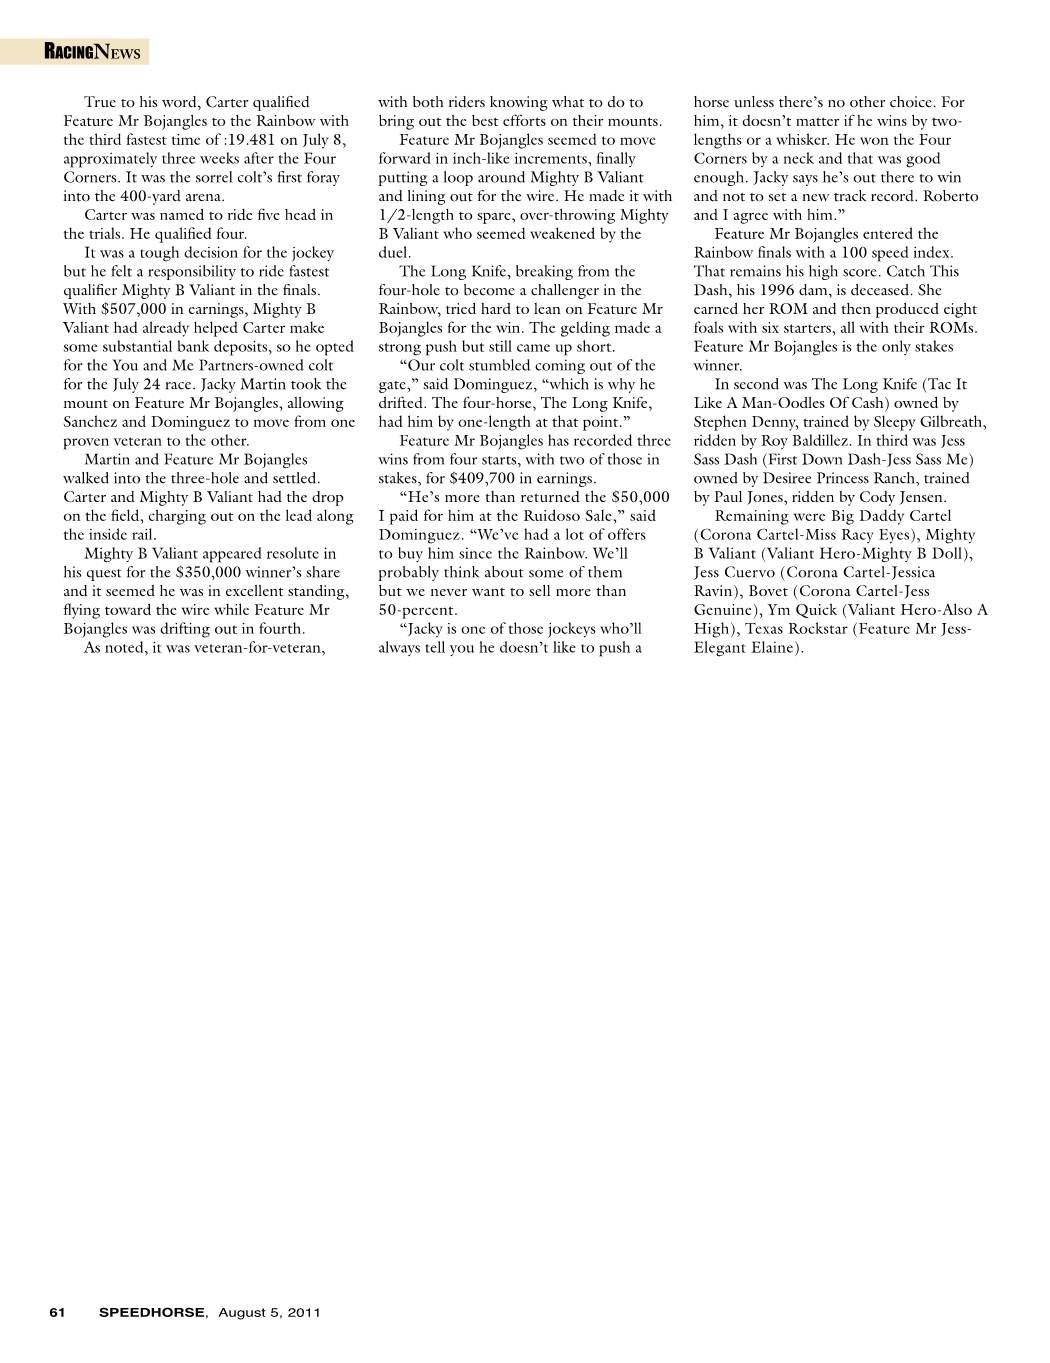 RACINGNEWS
True to his word, Carter qualified
Feature Mr Bojangles to the Rainbow with
the third fastest time of :19.481 on July 8,
approximately three weeks after the Four
Corners. It was the sorrel colt’s first foray
into the 400-yard arena.
Carter was named to ride five head in
the trials. He qualified four.
It was a tough decision for the jockey
but he felt a responsibility to ride fastest
qualifier Mighty B Valiant in the finals.
With $507,000 in earnings, Mighty B
Valiant had already helped Carter make
some substantial bank deposits, so he opted
for the You and Me Partners-owned colt
for the July 24 race. Jacky Martin took the
mount on Feature Mr Bojangles, allowing
Sanchez and Dominguez to move from one
proven veteran to the other.
Martin and Feature Mr Bojangles
walked into the three-hole and settled.
Carter and Mighty B Valiant had the drop
on the field, charging out on the lead along
the inside rail.
Mighty B Valiant appeared resolute in
his quest for the $350,000 winner’s share
and it seemed he was in excellent standing,
flying toward the wire while Feature Mr
Bojangles was drifting out in fourth.
As noted, it was veteran-for-veteran,
with both riders knowing what to do to
bring out the best efforts on their mounts.
Feature Mr Bojangles seemed to move
forward in inch-like increments, finally
putting a loop around Mighty B Valiant
and lining out for the wire. He made it with
1/2-length to spare, over-throwing Mighty
B Valiant who seemed weakened by the
duel.
The Long Knife, breaking from the
four-hole to become a challenger in the
Rainbow, tried hard to lean on Feature Mr
Bojangles for the win. The gelding made a
strong push but still came up short.
“Our colt stumbled coming out of the
gate,” said Dominguez, “which is why he
drifted. The four-horse, The Long Knife,
had him by one-length at that point.”
Feature Mr Bojangles has recorded three
wins from four starts, with two of those in
stakes, for $409,700 in earnings.
“He’s more than returned the $50,000
I paid for him at the Ruidoso Sale,” said
Dominguez. “We’ve had a lot of offers
to buy him since the Rainbow. We’ll
probably think about some of them
but we never want to sell more than
50-percent.
“Jacky is one of those jockeys who’ll
always tell you he doesn’t like to push a
horse unless there’s no other choice. For
him, it doesn’t matter if he wins by two-
lengths or a whisker. He won the Four
Corners by a neck and that was good
enough. Jacky says he’s out there to win
and not to set a new track record. Roberto
and I agree with him.”
Feature Mr Bojangles entered the
Rainbow finals with a 100 speed index.
That remains his high score. Catch This
Dash, his 1996 dam, is deceased. She
earned her ROM and then produced eight
foals with six starters, all with their ROMs.
Feature Mr Bojangles is the only stakes
winner.
In second was The Long Knife (Tac It
Like A Man-Oodles Of Cash) owned by
Stephen Denny, trained by Sleepy Gilbreath,
ridden by Roy Baldillez. In third was Jess
Sass Dash (First Down Dash-Jess Sass Me)
owned by Desiree Princess Ranch, trained
by Paul Jones, ridden by Cody Jensen.
Remaining were Big Daddy Cartel
(Corona Cartel-Miss Racy Eyes), Mighty
B Valiant (Valiant Hero-Mighty B Doll),
Jess Cuervo (Corona Cartel-Jessica
Ravin), Bovet (Corona Cartel-Jess
Genuine), Ym Quick (Valiant Hero-Also A
High), Texas Rockstar (Feature Mr Jess-
Elegant Elaine).
61 SPEEDHORSE, August 5, 2011